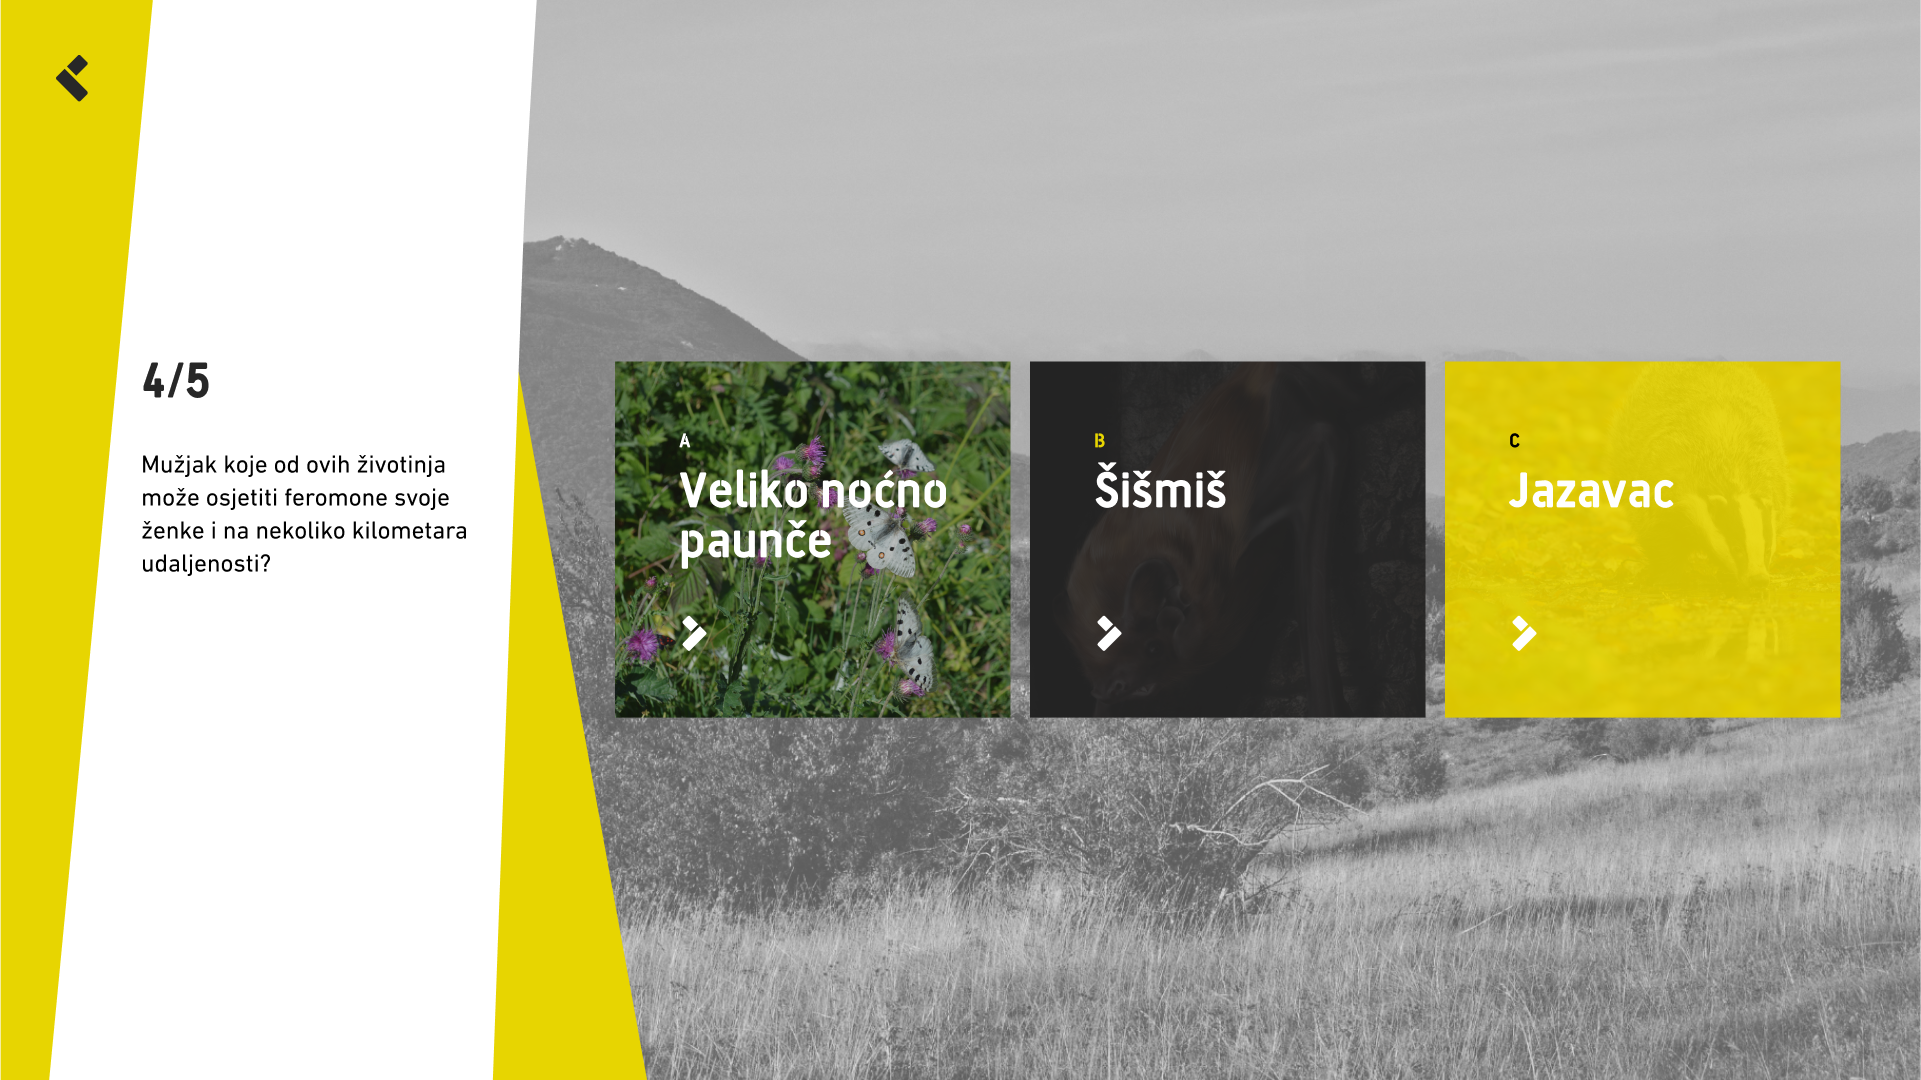 4/5
Mužjak koje od ovih životinja
može osjetiti feromone svoje
ženke i na nekoliko kilometara
udaljenosti?
A
Veliko noćno
paunče
B
Šišmiš
C
Jazavac